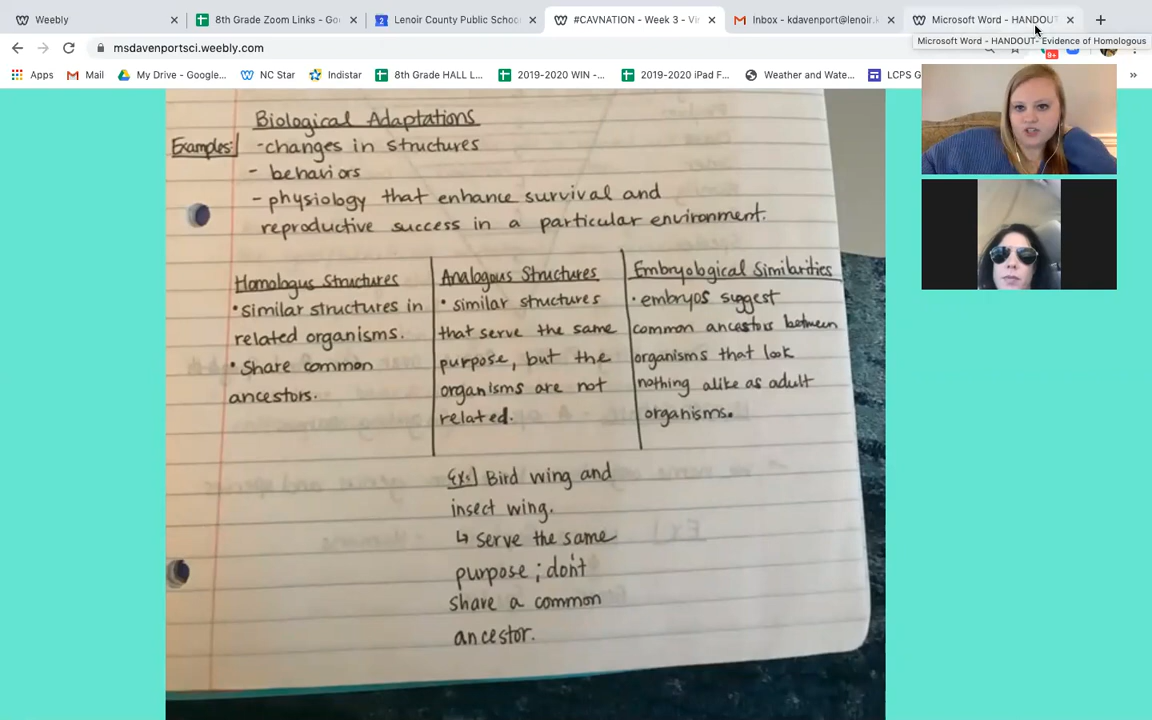 Weebly
8th Grade Zoom Links - Go
Lenoir County Public Schoo
#CAVNATION - Week 3 - Vi
Inbox - kdavenport@lenoir.k
Microsoft Word - HANDOUT
msdavenportsci.weebly.com
Microsoft Word - HANDOUT- Evidence of Homologous
9+
Apps
Mail
My Drive - Google...
NC Star
Indistar
8th Grade HALL L...
2019-2020 WIN -...
2019-2020 iPad F...
Weather and Wate...
LCPS G
»
Biological Adaptations
Examples: -changes in structures
- behaviors
- physiology that enhance survival and
reproductive success in a particular environment.
Homologus Structures
• similar structures in
related organisms.
• Share common
ancestors.
Analogous Structures
• similar structures
that serve the same
purpose, but the
organisms are not
related.
Ex:) Bird wing and
insect wing.
↳ serve the same
purpose; don't
share a common
ancestor.
Embryological Similarities
• embryos suggest
common ancestors between
organisms that look
nothing alike as adult
organisms.